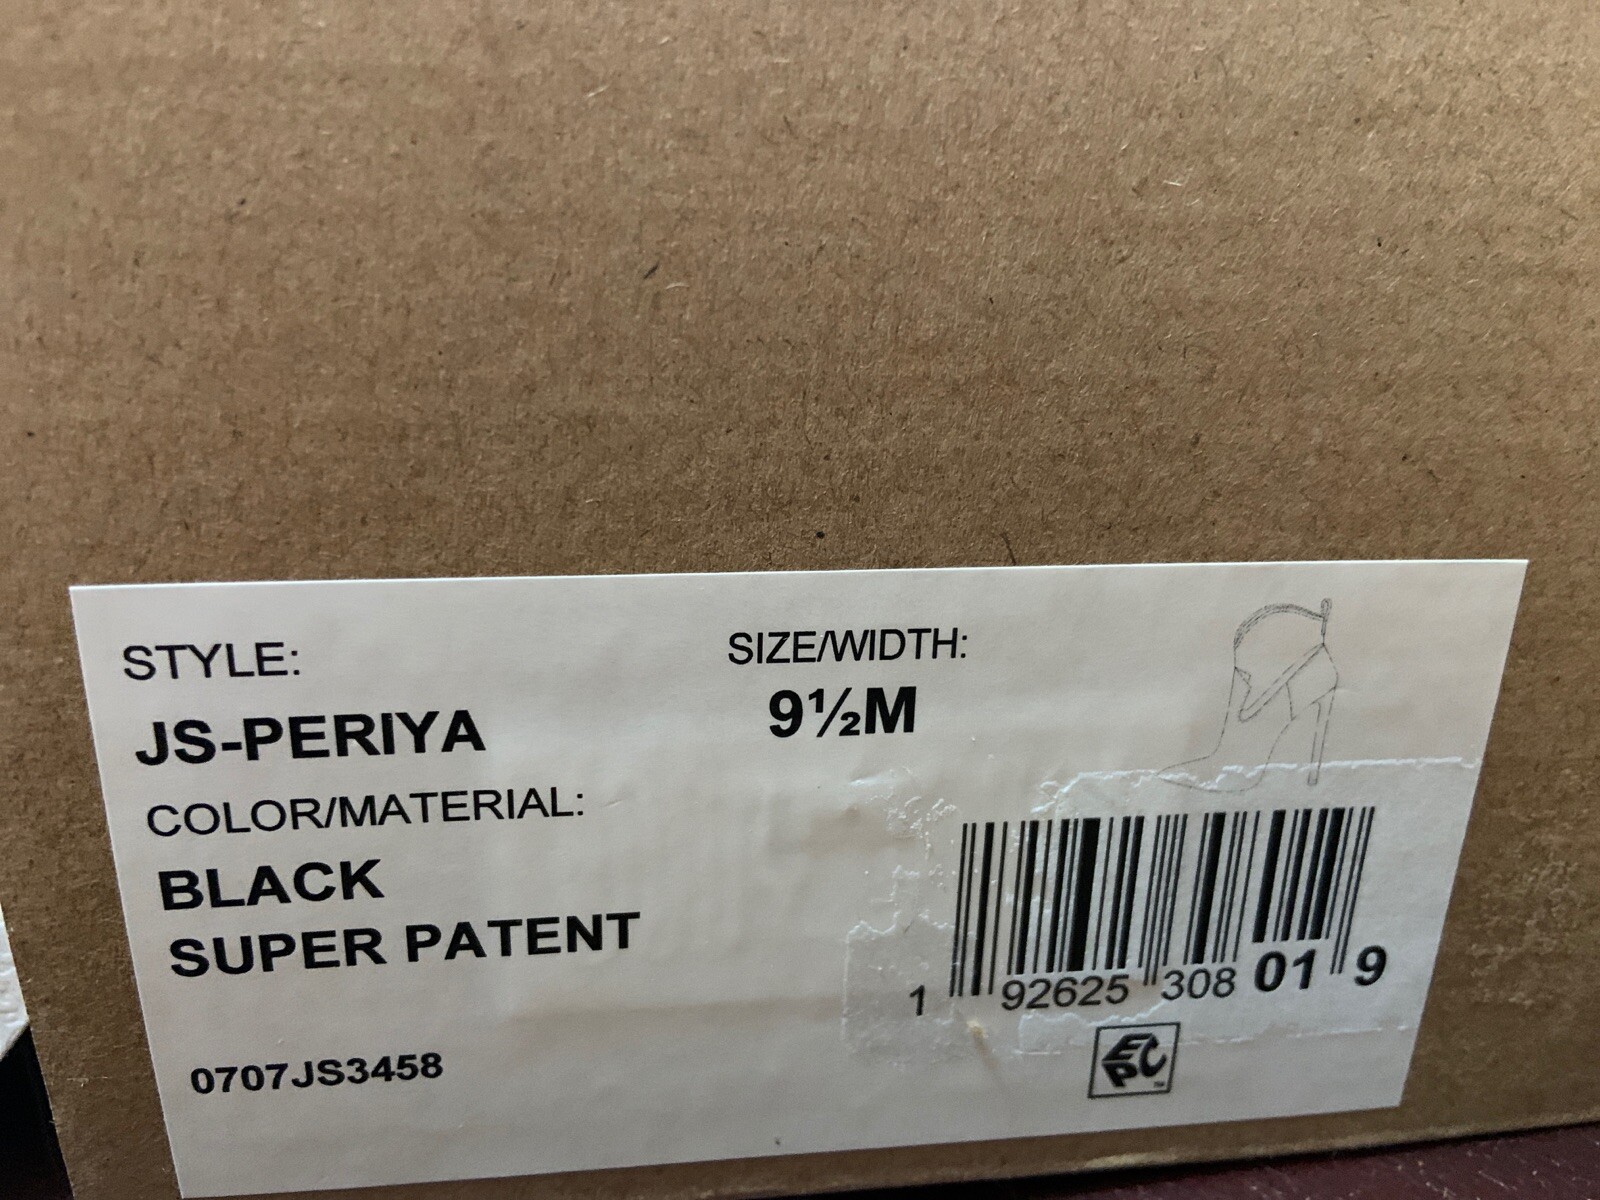 STYLE:
JS-PERIYA
SIZE/WIDTH:
9½M
COLOR/MATERIAL:
BLACK
SUPER PATENT
0707JS3458
1 92625 308 01 9
EPC
TM